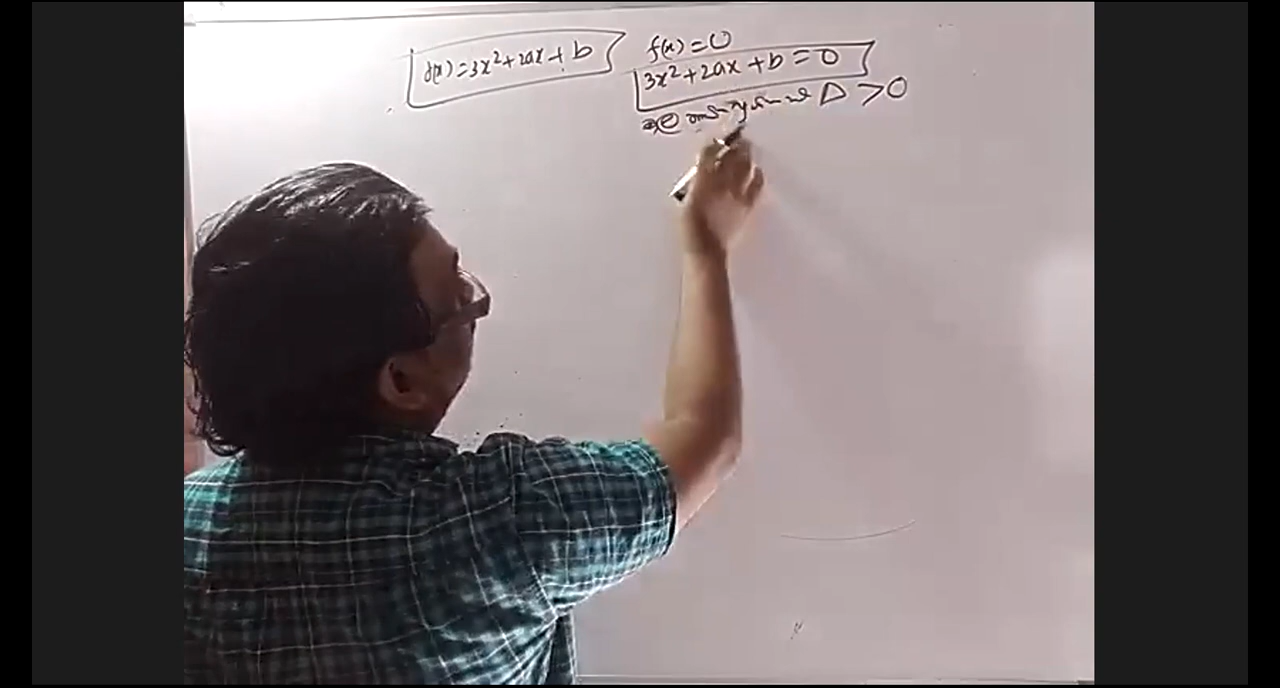 f(x) = 3x²+2ax + b
f(x) = 0
3x²+2ax + b = 0
Δ > 0